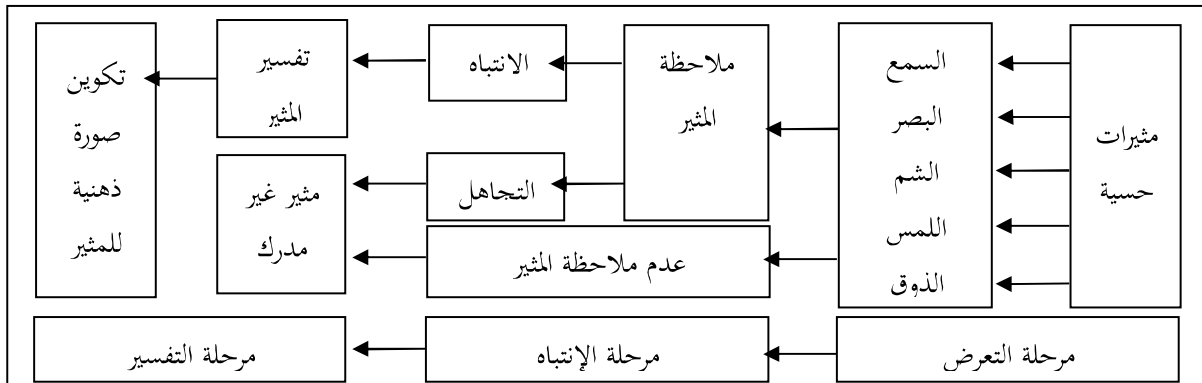 مثيرات
حسية
السمع
البصر
الشم
اللمس
الذوق
ملاحظة
المثير
الانتباه
التجاهل
عدم ملاحظة المثير
تفسير
المثير
مثير غير
مدرك
تكوين
صورة
ذهنية
للمثير
مرحلة التعرض
مرحلة الإنتباه
مرحلة التفسير